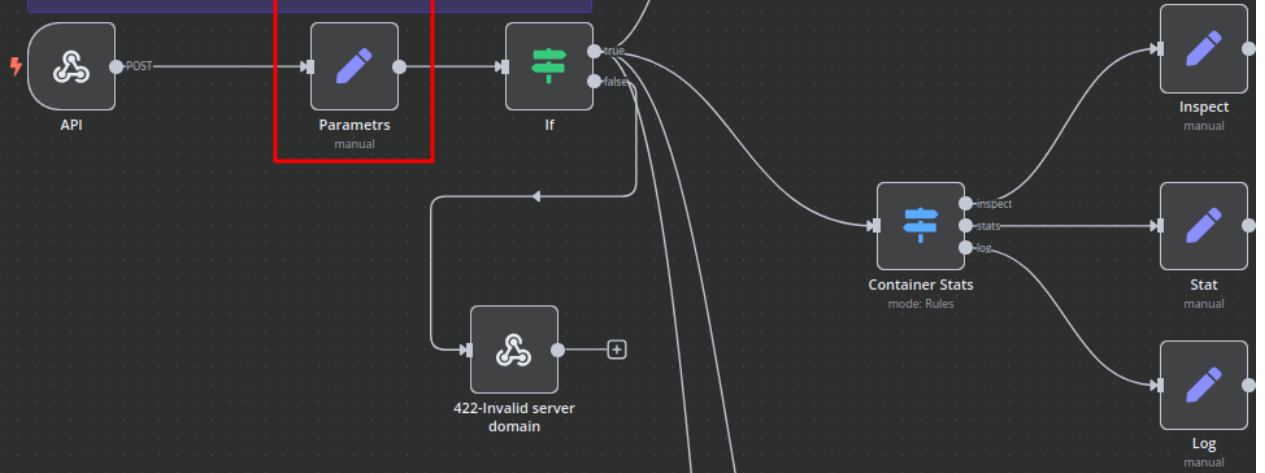 POST
true
false
API
Parametrs
manual
If
Inspect
manual
inspect
stats
log
Container Stats
mode: Rules
Stat
manual
422-Invalid server
domain
Log
manual